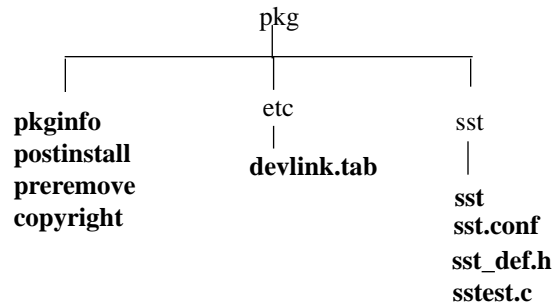 pkg
pkginfo
postinstall
preremove
copyright
etc
devlink.tab
sst
sst
sst.conf
sst_def.h
sstest.c